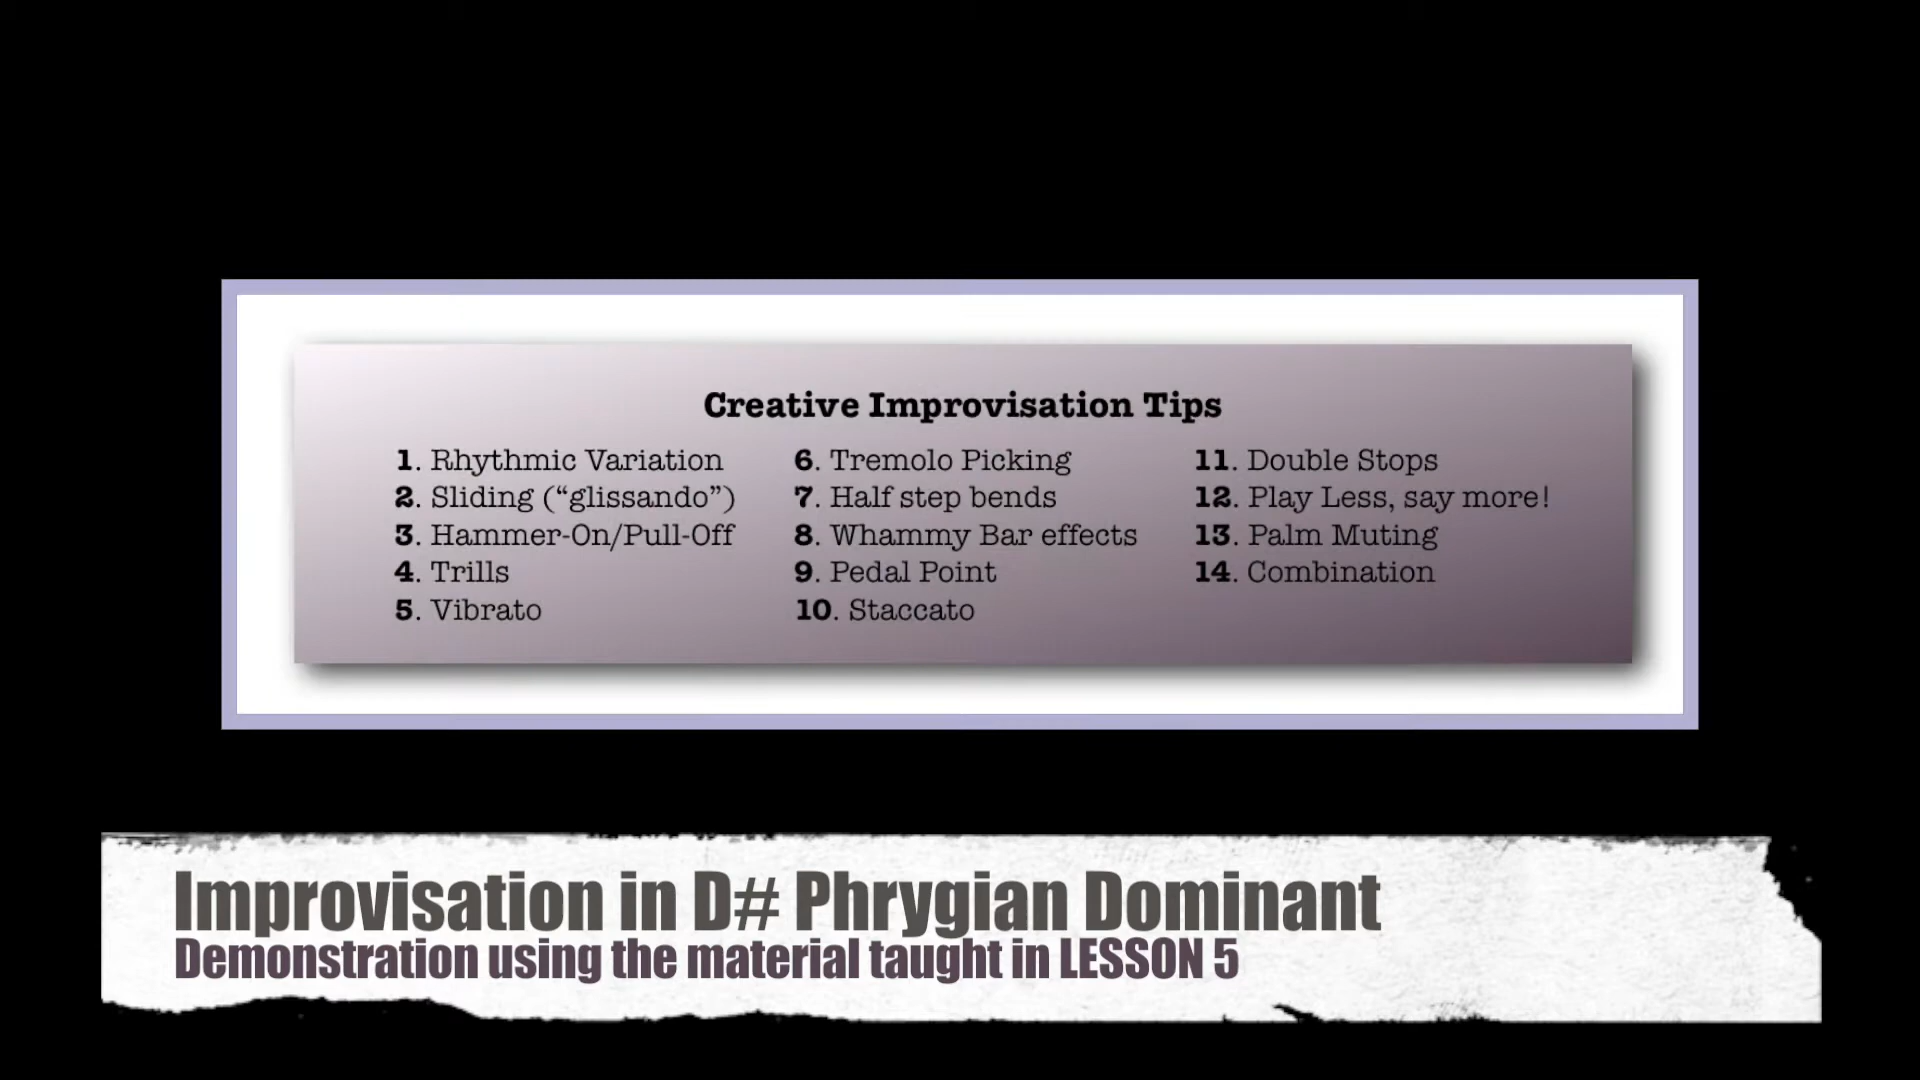 Creative Improvisation Tips
1. Rhythmic Variation
2. Sliding (“glissando”)
3. Hammer-On/Pull-Off
4. Trills
5. Vibrato
6. Tremolo Picking
7. Half step bends
8. Whammy Bar effects
9. Pedal Point
10. Staccato
11. Double Stops
12. Play Less, say more!
13. Palm Muting
14. Combination
Improvisation in D# Phrygian Dominant
Demonstration using the material taught in LESSON 5